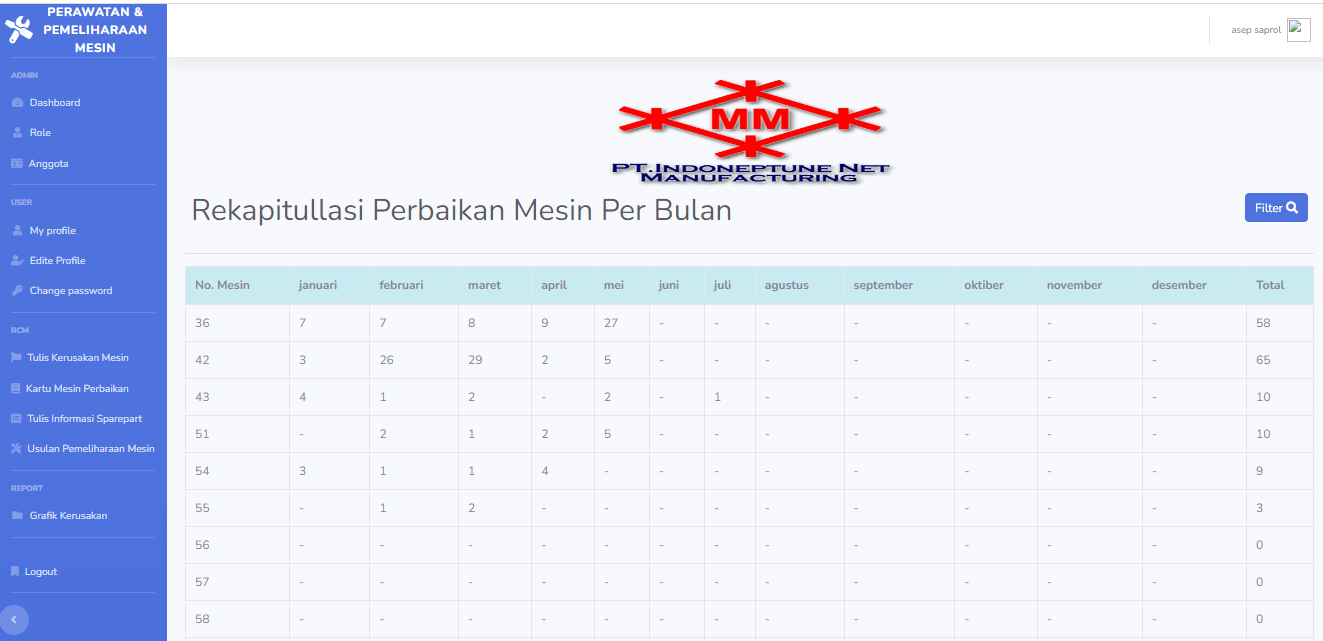 PERAWATAN &
PEMELIHARAAN
MESIN
ADMIN
Dashboard
Role
Anggota
USER
My profile
Edite Profile
Change password
RCM
Tulis Kerusakan Mesin
Kartu Mesin Perbaikan
Tulis Informasi Sparepart
Usulan Pemeliharaan Mesin
REPORT
Grafik Kerusakan
Logout
asep saprol
MM
PT.Indoneptune Net
Manufacturing
Rekapitullasi Perbaikan Mesin Per Bulan
Filter
No. Mesin januari februari maret april mei juni juli agustus september oktiber november desember Total
36 7 7 8 9 27 - - - - - - - 58
42 3 26 29 2 5 - - - - - - - 65
43 4 1 2 - 2 - 1 - - - - - 10
51 - 2 1 2 5 - - - - - - - 10
54 3 1 1 4 - - - - - - - - 9
55 - 1 2 - - - - - - - - - 3
56 - - - - - - - - - - - - 0
57 - - - - - - - - - - - - 0
58 - - - - - - - - - - - - 0